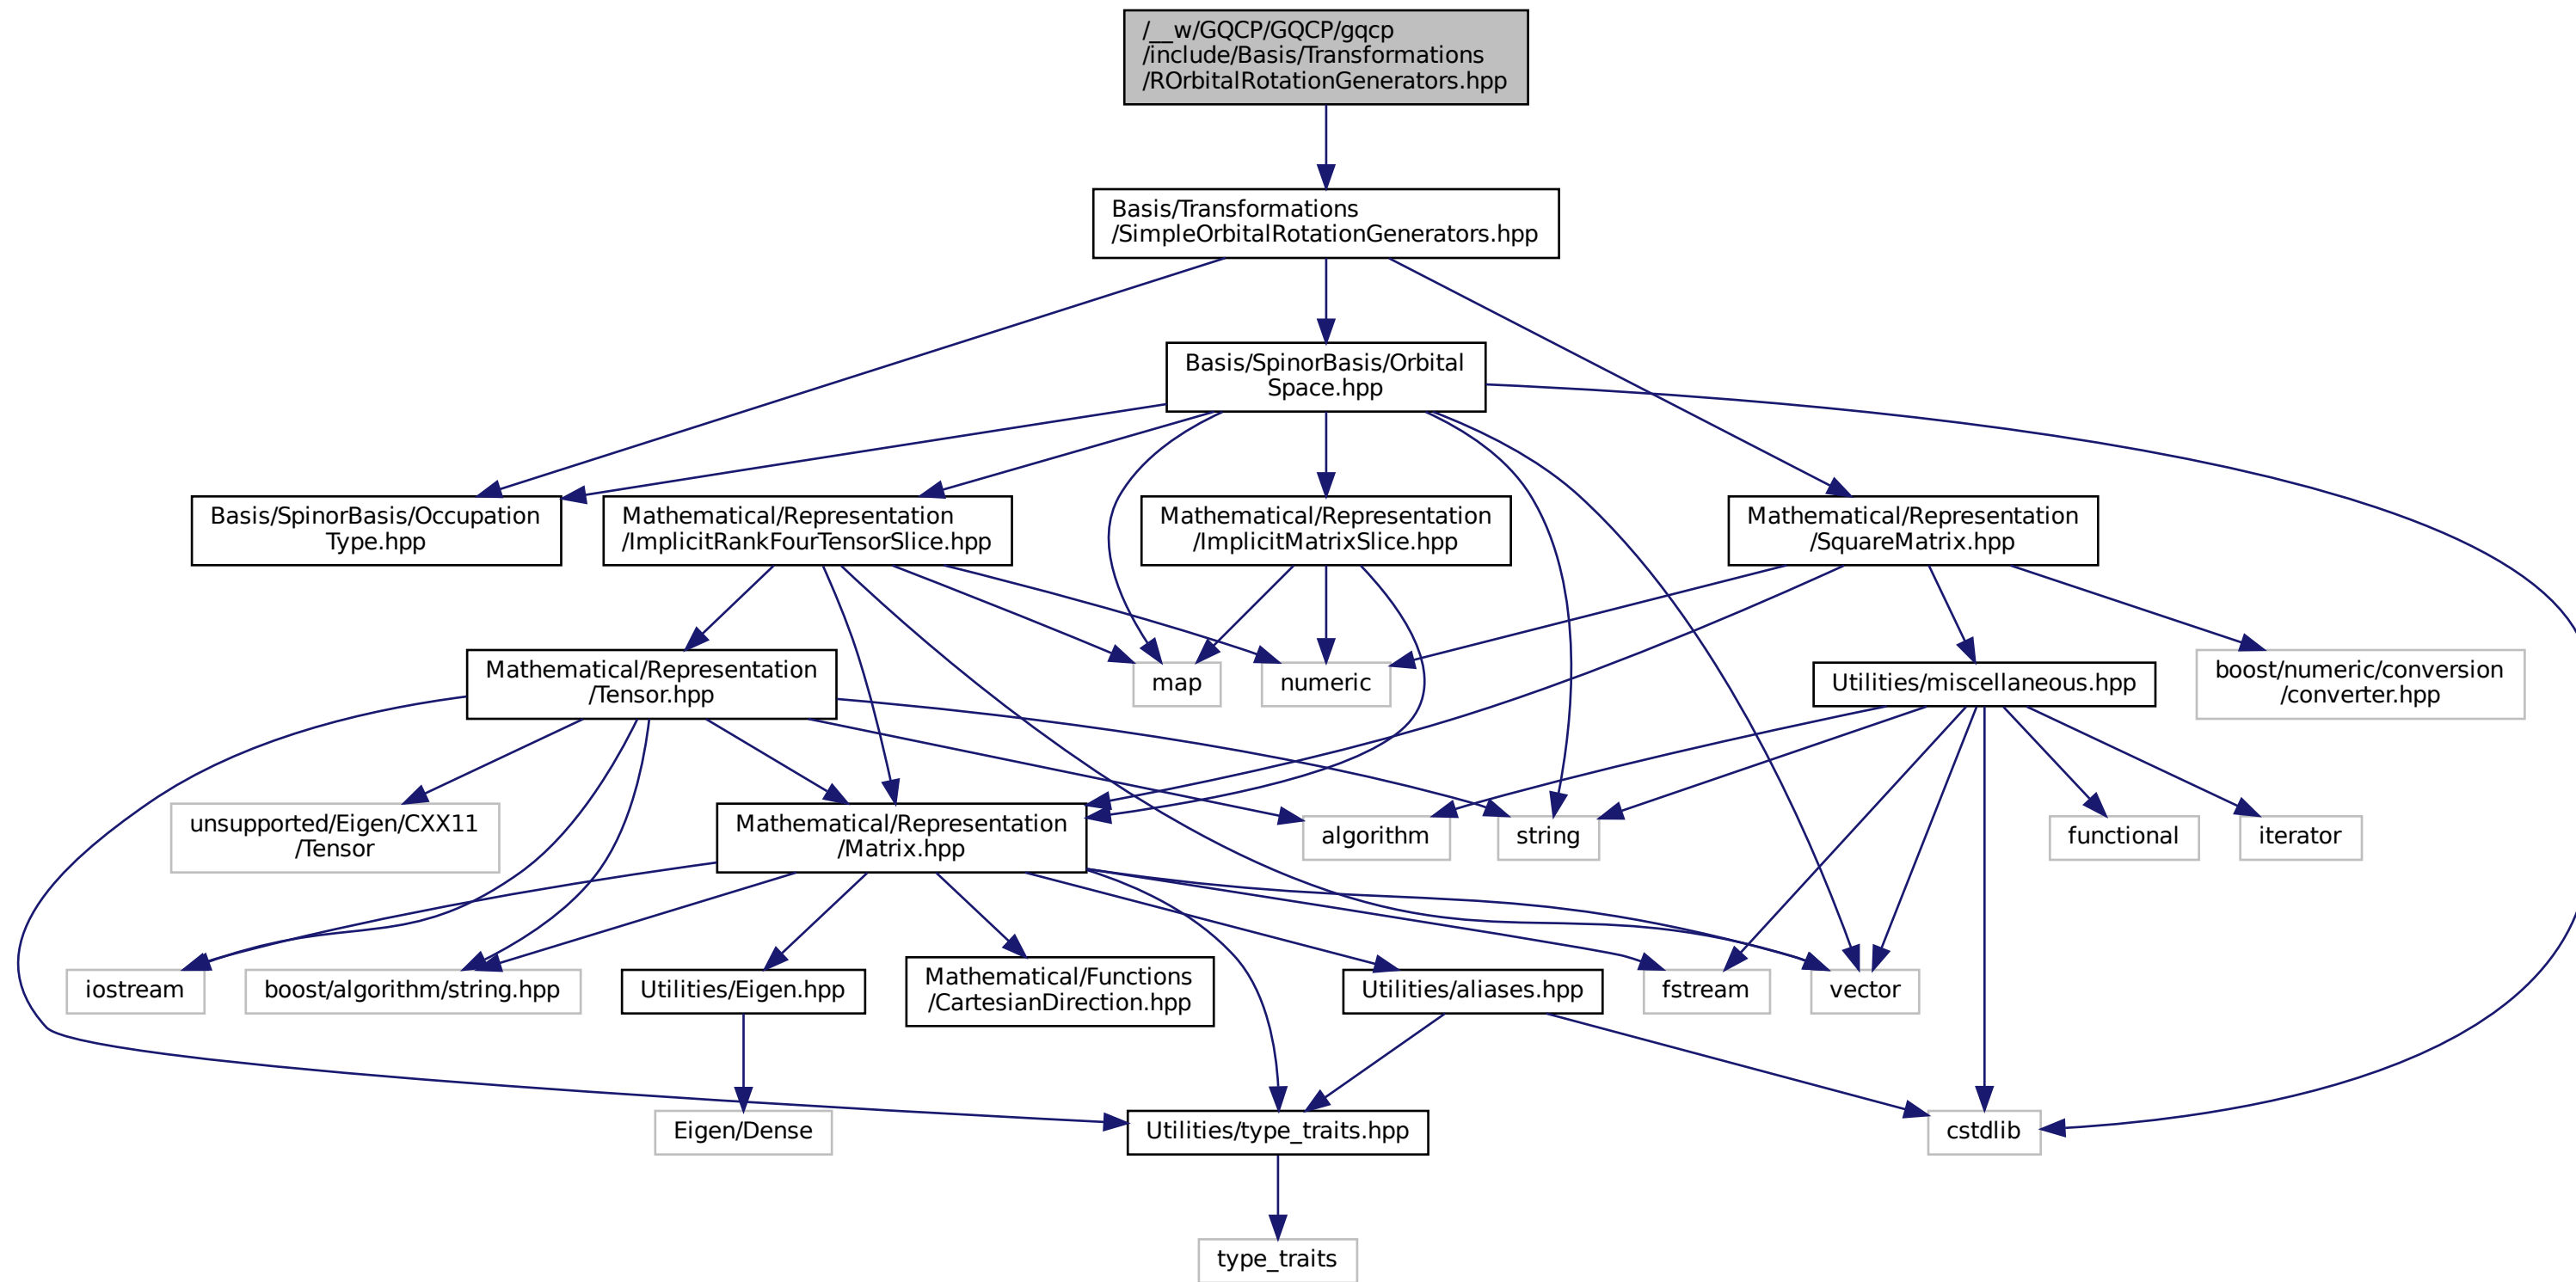 /__w/GQCP/GQCP/gqcp
/include/Basis/Transformations
/ROrbitalRotationGenerators.hpp
Basis/Transformations
/SimpleOrbitalRotationGenerators.hpp
Basis/SpinorBasis/Orbital
Space.hpp
Basis/SpinorBasis/Occupation
Type.hpp
Mathematical/Representation
/ImplicitRankFourTensorSlice.hpp
Mathematical/Representation
/ImplicitMatrixSlice.hpp
Mathematical/Representation
/SquareMatrix.hpp
Mathematical/Representation
/Tensor.hpp
map
numeric
Utilities/miscellaneous.hpp
boost/numeric/conversion
/converter.hpp
unsupported/Eigen/CXX11
/Tensor
Mathematical/Representation
/Matrix.hpp
algorithm
string
functional
iterator
iostream
boost/algorithm/string.hpp
Utilities/Eigen.hpp
Mathematical/Functions
/CartesianDirection.hpp
Utilities/aliases.hpp
fstream
vector
Eigen/Dense
Utilities/type_traits.hpp
cstdlib
type_traits